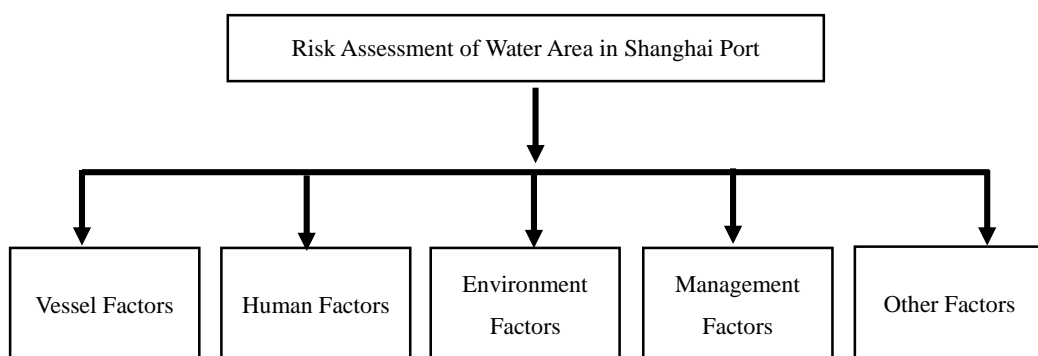 Risk Assessment of Water Area in Shanghai Port
Vessel Factors
Human Factors
Environment
Factors
Management
Factors
Other Factors